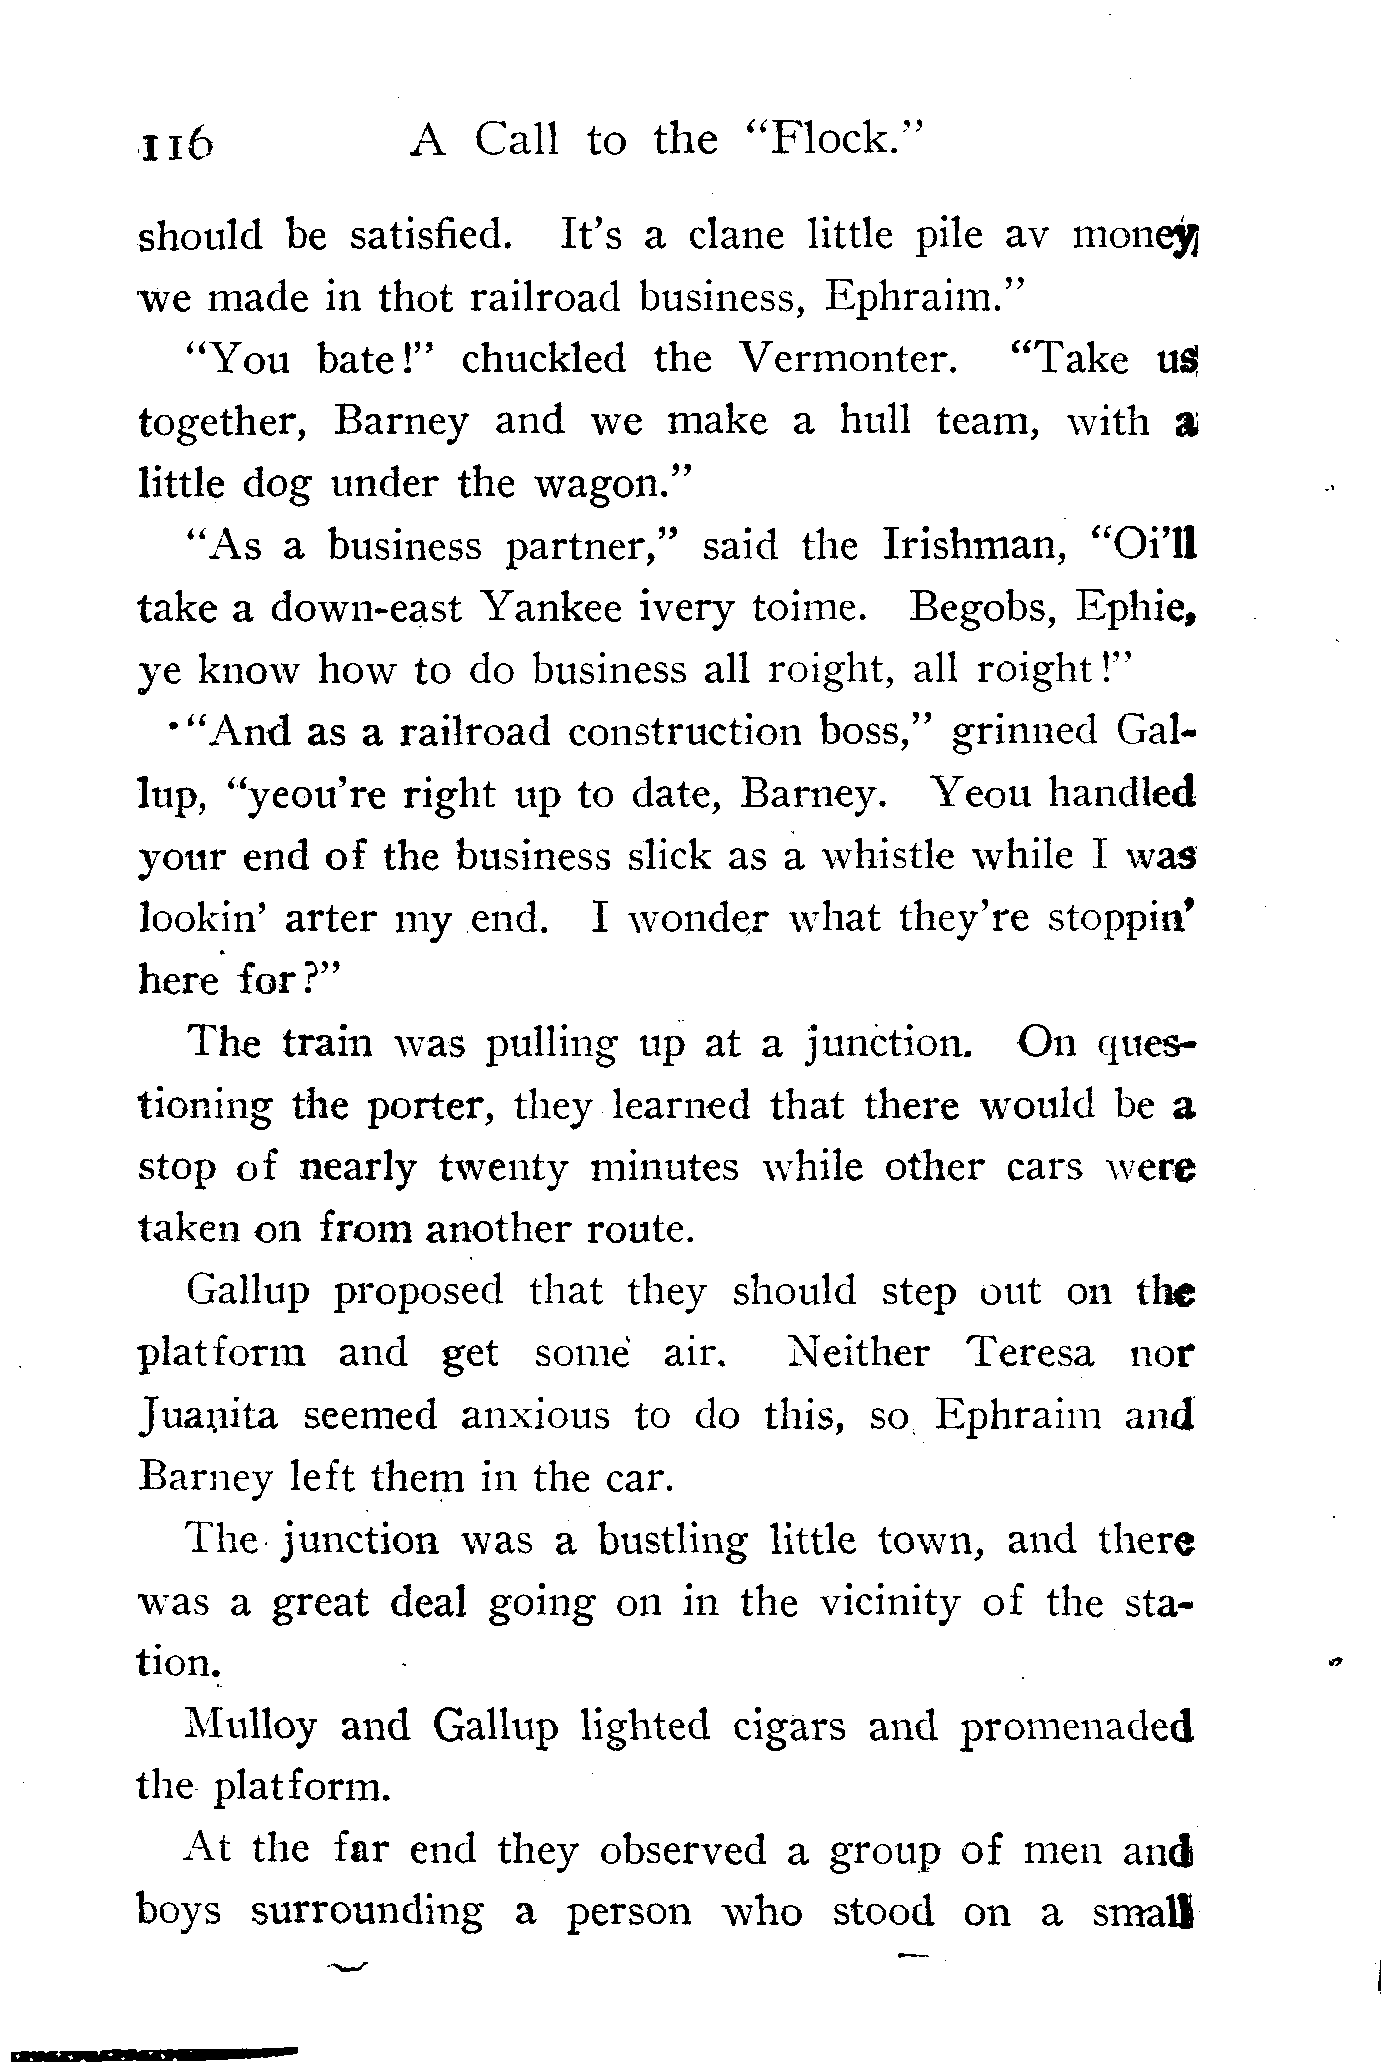 116 A Call to the “Flock.”
should be satisfied. It’s a clane little pile av money
we made in thot railroad business, Ephraim.”
“You bate!” chuckled the Vermonter. “Take us
together, Barney and we make a hull team, with a
little dog under the wagon.”
“As a business partner,” said the Irishman, “Oi’ll
take a down-east Yankee ivery toime. Begobs, Ephie,
ye know how to do business all roight, all roight!”
“And as a railroad construction boss,” grinned Gal-
lup, “yeou’re right up to date, Barney. Yeou handled
your end of the business slick as a whistle while I was
lookin’ arter my end. I wonder what they’re stoppin’
here for?”
The train was pulling up at a junction. On ques-
tioning the porter, they learned that there would be a
stop of nearly twenty minutes while other cars were
taken on from another route.
Gallup proposed that they should step out on the
platform and get some air. Neither Teresa nor
Juanita seemed anxious to do this, so Ephraim and
Barney left them in the car.
The junction was a bustling little town, and there
was a great deal going on in the vicinity of the sta-
tion.
Mulloy and Gallup lighted cigars and promenaded
the platform.
At the far end they observed a group of men and
boys surrounding a person who stood on a small